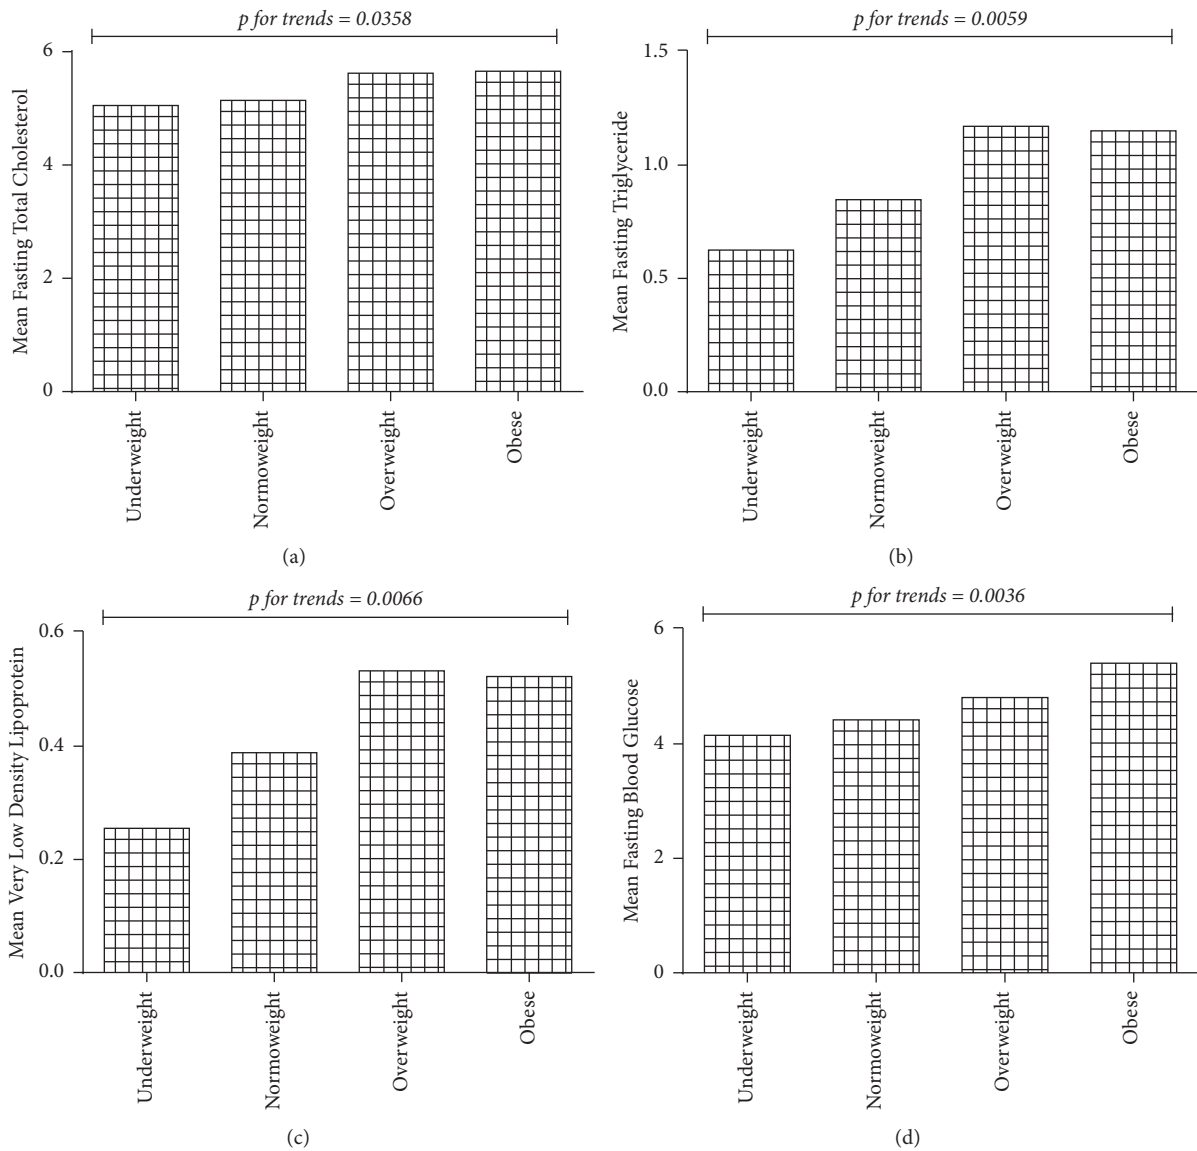 p for trends = 0.0358
Mean Fasting Total Cholesterol
6
4
2
0
Underweight
Normoweight
Overweight
Obese
(a)
p for trends = 0.0059
Mean Fasting Triglyceride
1.5
1.0
0.5
0.0
Underweight
Normoweight
Overweight
Obese
(b)
p for trends = 0.0066
Mean Very Low Density Lipoprotein
0.6
0.4
0.2
0.0
Underweight
Normoweight
Overweight
Obese
(c)
p for trends = 0.0036
Mean Fasting Blood Glucose
6
4
2
0
Underweight
Normoweight
Overweight
Obese
(d)